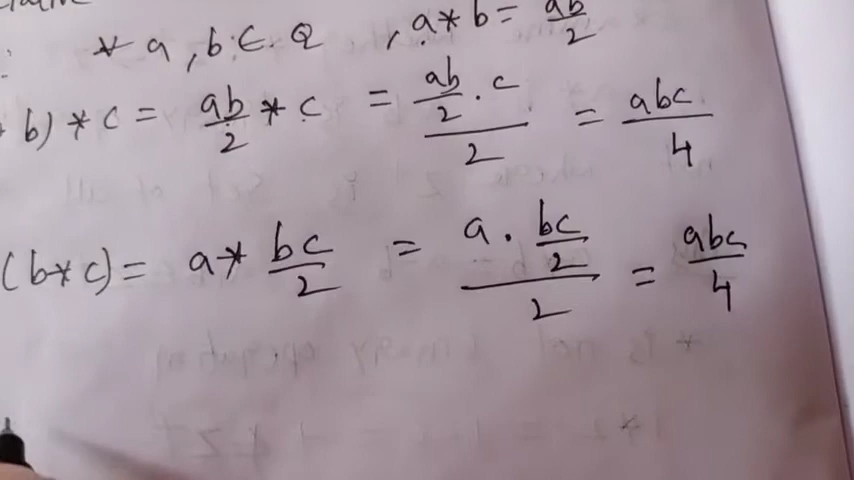 ∀ a, b ∈ Q , a * b = ab/2
b) * c = ab/2 * c = (ab/2 . c)/2 = abc/4
(b * c) = a * bc/2 = (a . bc/2)/2 = abc/4